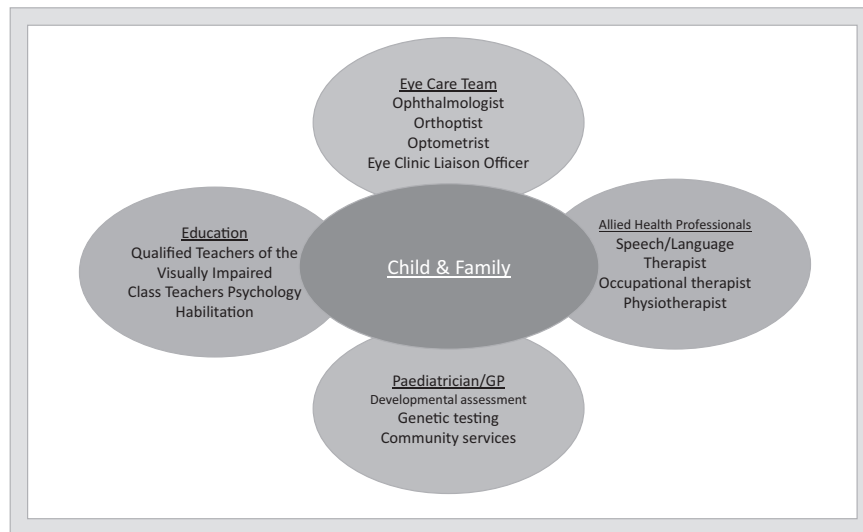 Eye Care Team
Ophthalmologist
Orthoptist
Optometrist
Eye Clinic Liaison Officer
Education
Qualified Teachers of the
Visually Impaired
Class Teachers Psychology
Habilitation
Child & Family
Allied Health Professionals
Speech/Language
Therapist
Occupational therapist
Physiotherapist
Paediatrician/GP
Developmental assessment
Genetic testing
Community services